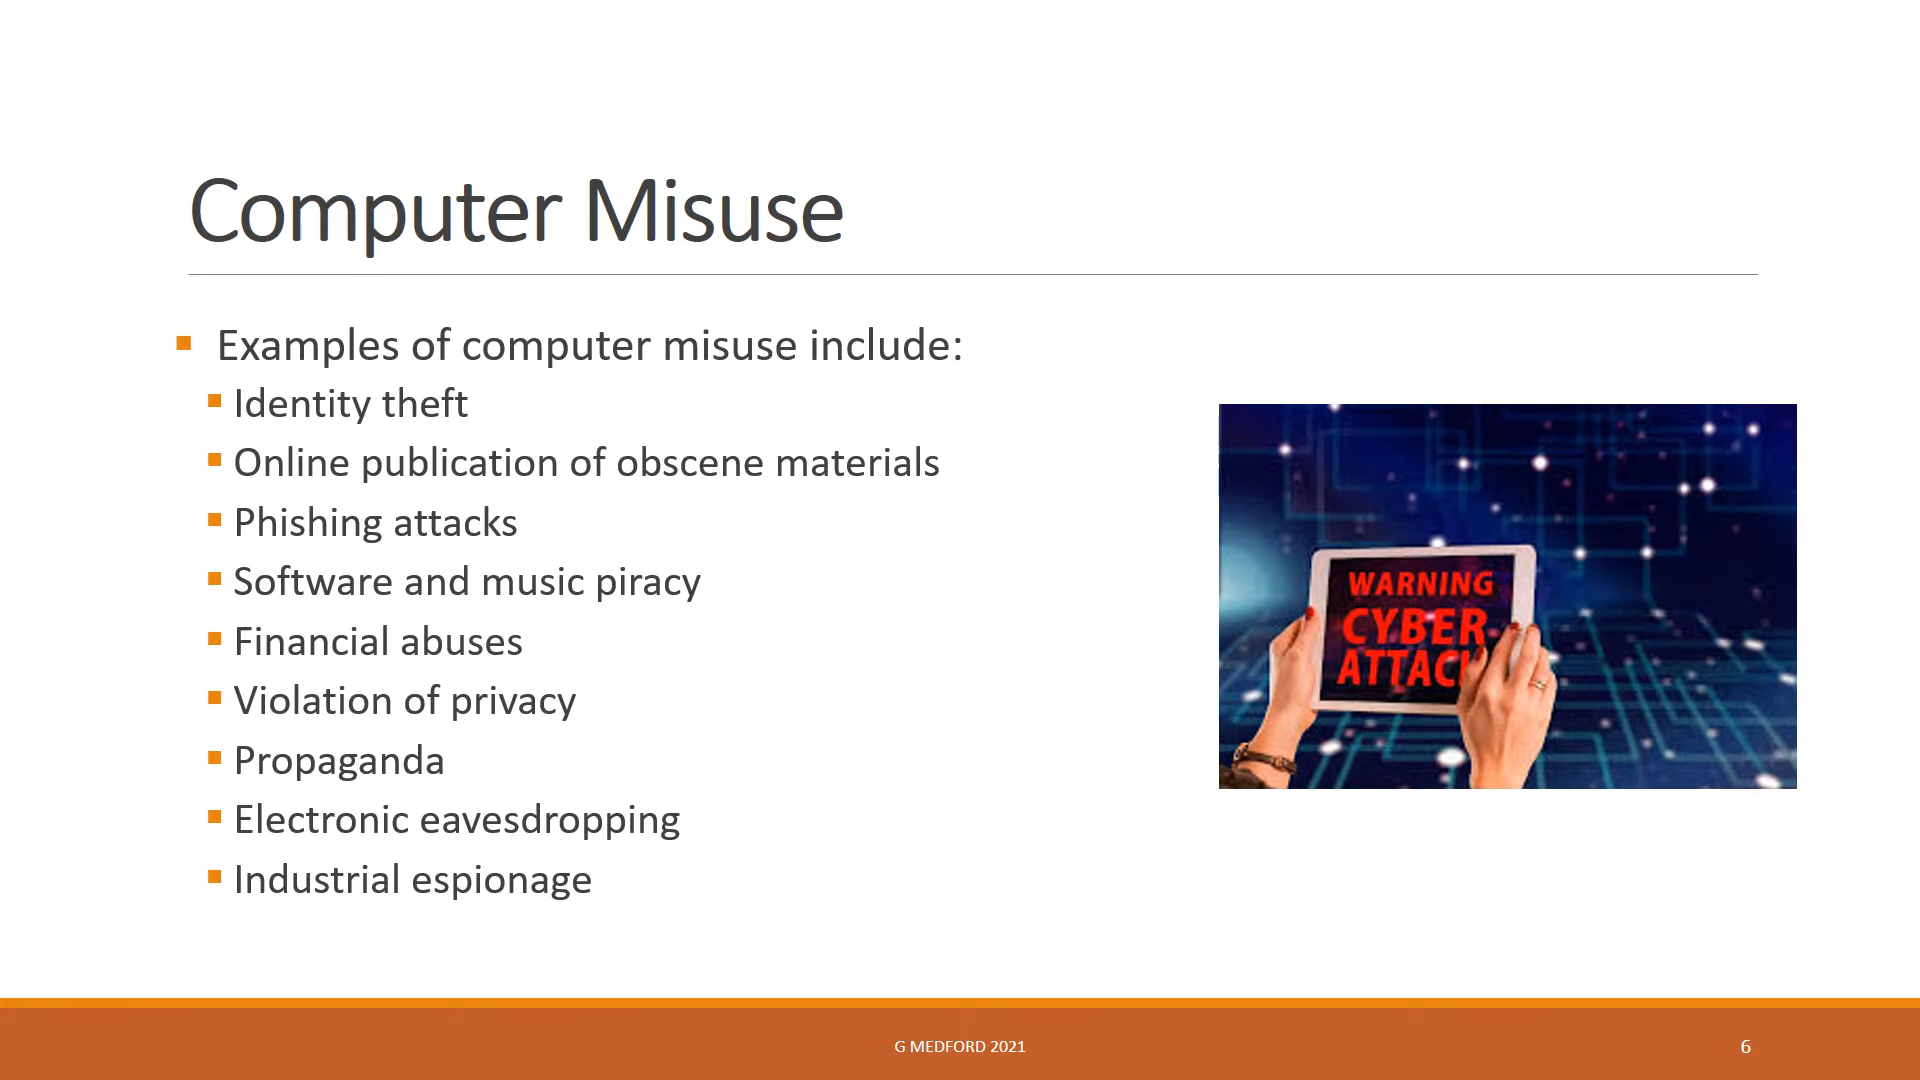 Computer Misuse
Examples of computer misuse include:
Identity theft
Online publication of obscene materials
Phishing attacks
Software and music piracy
Financial abuses
Violation of privacy
Propaganda
Electronic eavesdropping
Industrial espionage
WARNING
CYBER
ATTACK
G MEDFORD 2021
6